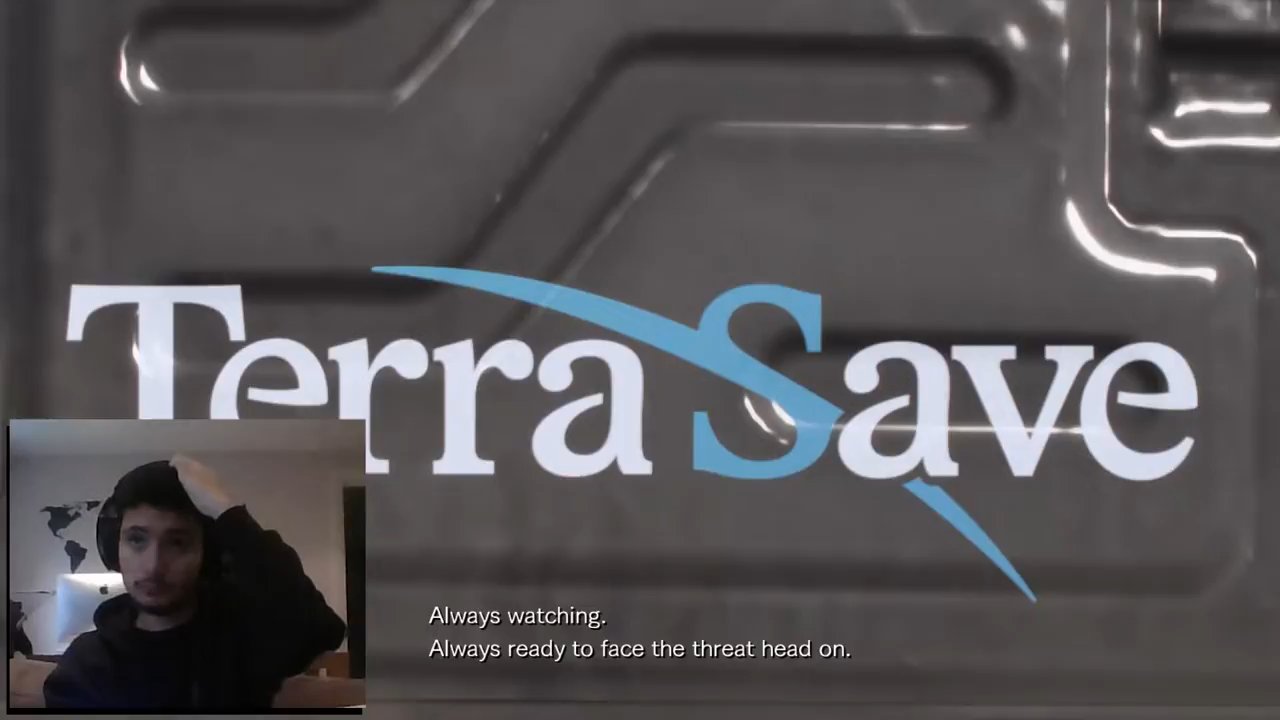 TerraSave
Always watching.
Always ready to face the threat head on.